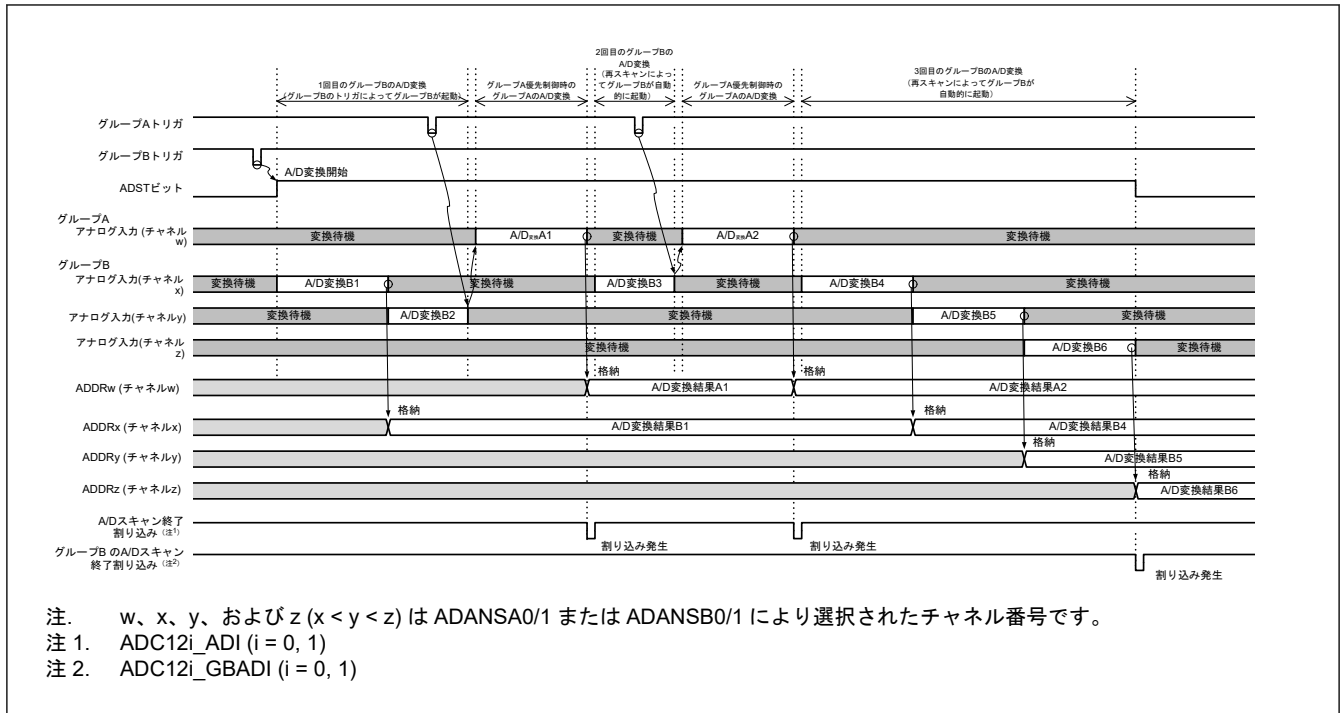 1回目のグループBのA/D変換
(グループBのトリガによってグループBが起動)
グループA優先制御時の
グループAのA/D変換
2回目のグループBの
A/D変換
(再スキャンによっ
てグループBが自動
的に起動)
グループA優先制御時の
グループAのA/D変換
3回目のグループBのA/D変換
(再スキャンによってグループBが
自動的に起動)
グループAトリガ
グループBトリガ
A/D変換開始
ADSTビット
グループA
アナログ入力 (チャネル
w)
変換待機
A/D変換A1
変換待機
A/D変換A2
変換待機
グループB
アナログ入力(チャネル
x)
変換待機
A/D変換B1
変換待機
A/D変換B3
変換待機
A/D変換B4
変換待機
アナログ入力(チャネルy)
変換待機
A/D変換B2
変換待機
A/D変換B5
変換待機
アナログ入力(チャネル
z)
変換待機
A/D変換B6
変換待機
格納
格納
ADDRw (チャネルw)
A/D変換結果A1
A/D変換結果A2
格納
格納
ADDRx (チャネルx)
A/D変換結果B1
A/D変換結果B4
格納
ADDRy (チャネルy)
A/D変換結果B5
格納
ADDRz (チャネルz)
A/D変換結果B6
A/Dスキャン終了
割り込み (注1)
割り込み発生
割り込み発生
グループB のA/Dスキャン
終了割り込み (注2)
割り込み発生
注. w、x、y、および z (x < y < z) は ADANSA0/1 または ADANSB0/1 により選択されたチャネル番号です。
注 1. ADC12i_ADI (i = 0, 1)
注 2. ADC12i_GBADI (i = 0, 1)